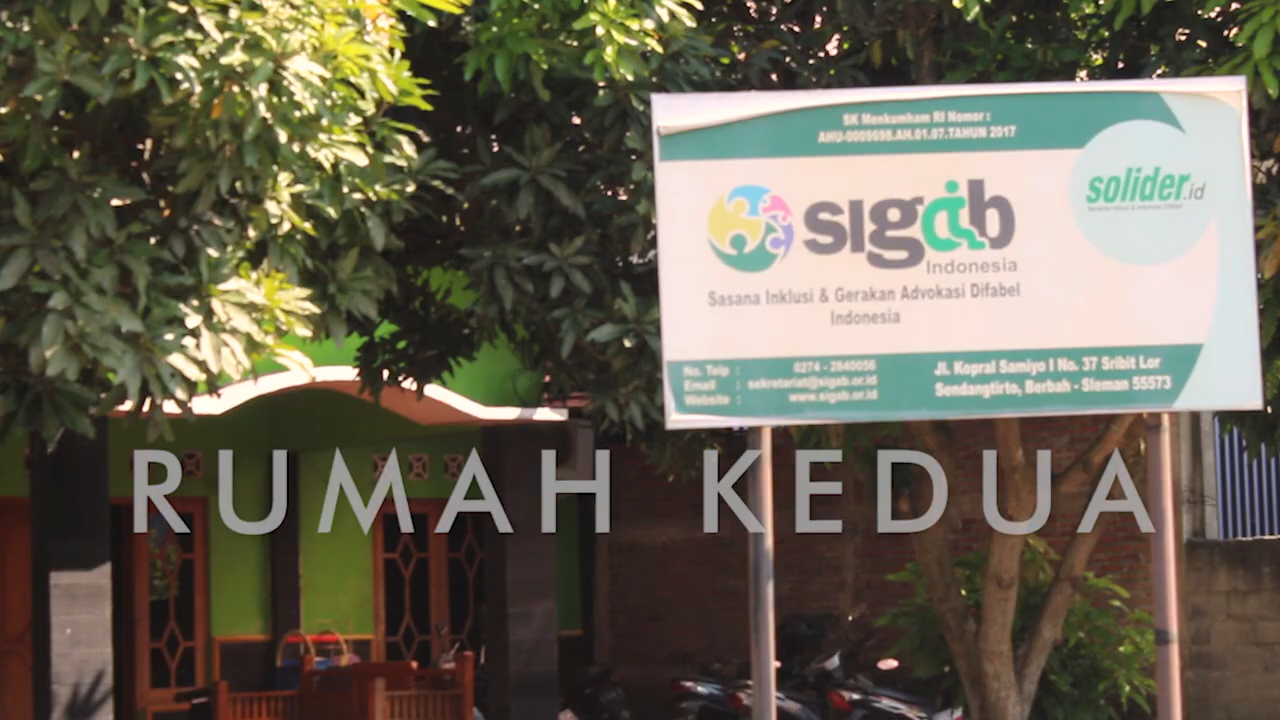 SK Menkumham RI Nomor :
AHU-0009698.AH.01.07.TAHUN 2017
solider.id
sigab
Indonesia
Sasana Inklusi & Gerakan Advokasi Difabel
Indonesia
No. Telp : 0274 - 2840056
Email : sekretariat@sigab.or.id
Website : www.sigab.or.id
Jl. Kopral Samiyo I No. 37 Sribit Lor
Sendangtirto, Berbah - Sleman 55573
RUMAH KEDUA